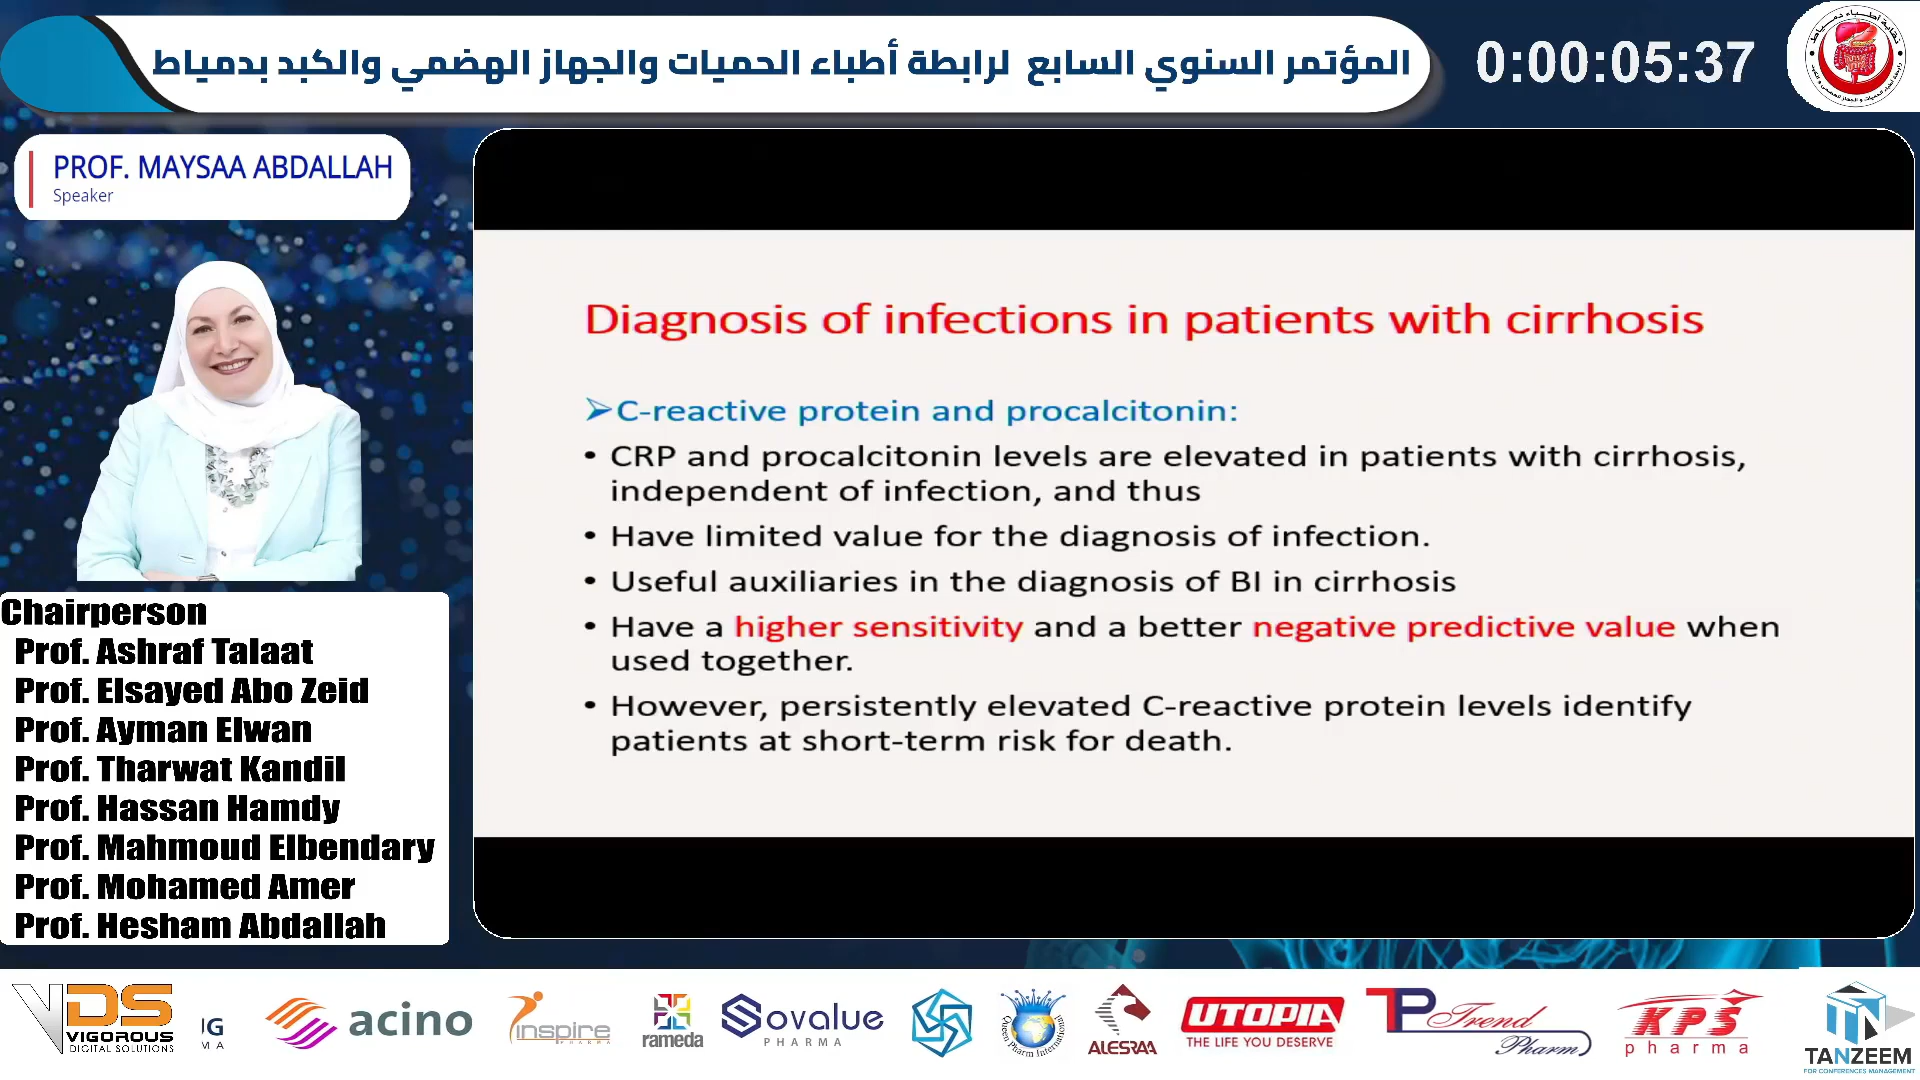 المؤتمر السنوي السابع لرابطة أطباء الحميات والجهاز الهضمي والكبد بدمياط
0:00:05:37
PROF. MAYSAA ABDALLAH
Speaker
Diagnosis of infections in patients with cirrhosis
➢C-reactive protein and procalcitonin:
• CRP and procalcitonin levels are elevated in patients with cirrhosis,
independent of infection, and thus
• Have limited value for the diagnosis of infection.
• Useful auxiliaries in the diagnosis of BI in cirrhosis
• Have a higher sensitivity and a better negative predictive value when
used together.
• However, persistently elevated C-reactive protein levels identify
patients at short-term risk for death.
Chairperson
Prof. Ashraf Talaat
Prof. Elsayed Abo Zeid
Prof. Ayman Elwan
Prof. Tharwat Kandil
Prof. Hassan Hamdy
Prof. Mahmoud Elbendary
Prof. Mohamed Amer
Prof. Hesham Abdallah
VDS
VIGOROUS
DIGITAL SOLUTIONS
acino
inspire
PHARMA
rameda
Sovalue
PHARMA
Queen Pharm International
ALESRAA
UTOPIA
THE LIFE YOU DESERVE
TP Trend
Pharm
KPS
pharma
TANZEEM
FOR CONFERENCES MANAGEMENT